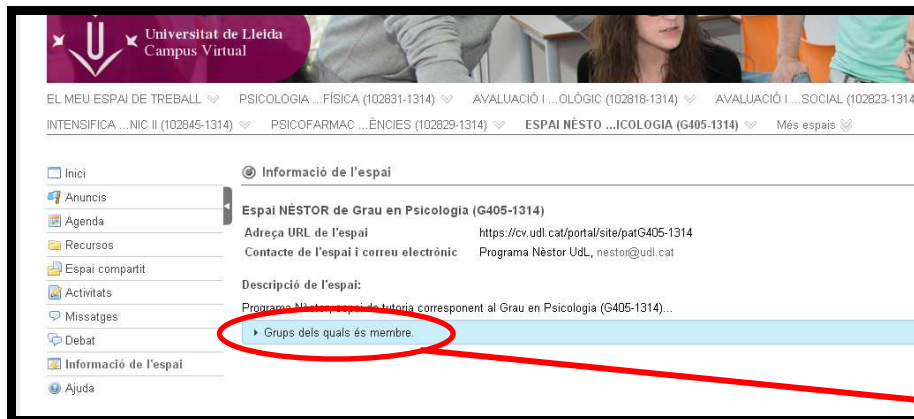 Universitat de Lleida
Campus Virtual
EL MEU ESPAI DE TREBALL
PSICOLOGIA ...FÍSICA (102831-1314)
AVALUACIÓ I ...OLÒGIC (102818-1314)
AVALUACIÓ I ...SOCIAL (102823-1314
INTENSIFICA ...NIC II (102845-1314)
PSICOFARMAC ...ÈNCIES (102829-1314)
ESPAI NÈSTO ...ICOLOGIA (G405-1314)
Més espais
Inici
Anuncis
Agenda
Recursos
Espai compartit
Activitats
Missatges
Debat
Informació de l'espai
Ajuda
Informació de l'espai
Espai NÈSTOR de Grau en Psicologia (G405-1314)
Adreça URL de l'espai https://cv.udl.cat/portal/site/patG405-1314
Contacte de l'espai i correu electrònic Programa Nèstor UdL, nestor@udl.cat
Descripció de l'espai:
Programa Nèstor, espai de tutoria corresponent al Grau en Psicologia (G405-1314)...
Grups dels quals és membre.